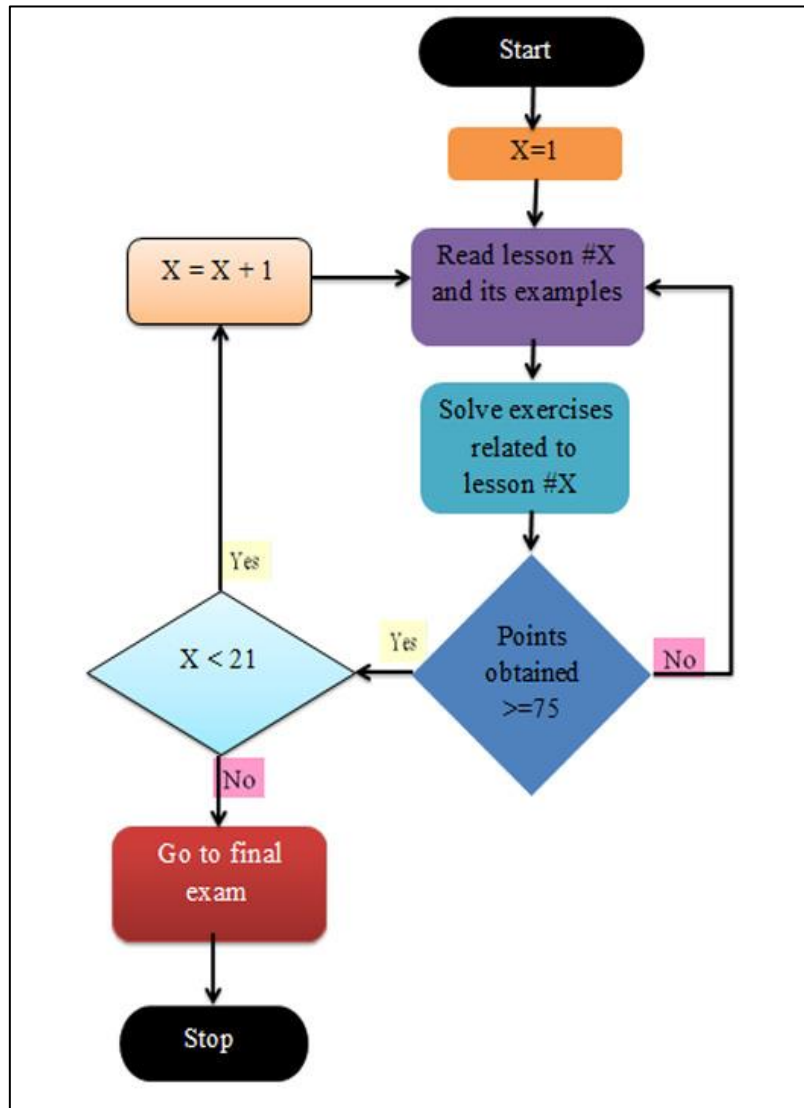 Start
X=1
X = X + 1
Read lesson #X
and its examples
Solve exercises
related to
lesson #X
Yes
X < 21
Yes
Points
obtained
>=75
No
No
Go to final
exam
Stop